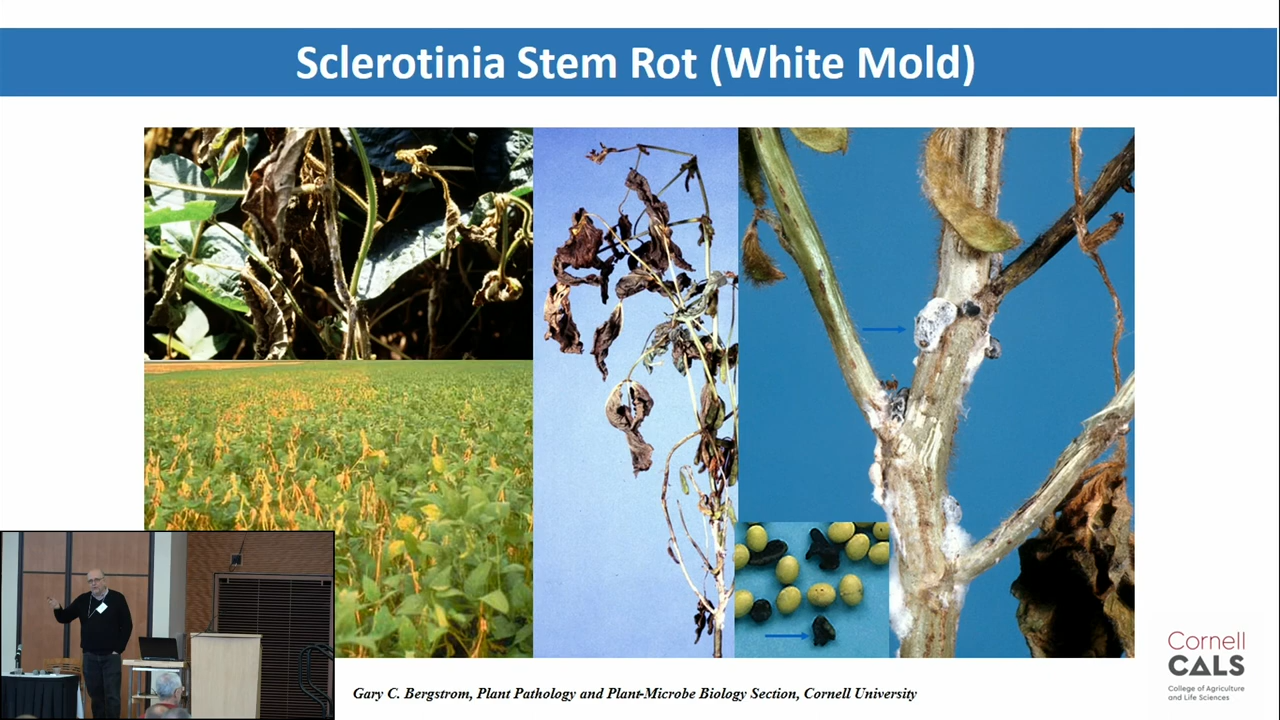 Sclerotinia Stem Rot (White Mold)
Gary C. Bergstrom, Plant Pathology and Plant-Microbe Biology Section, Cornell University
Cornell
CALS
College of Agriculture
and Life Sciences